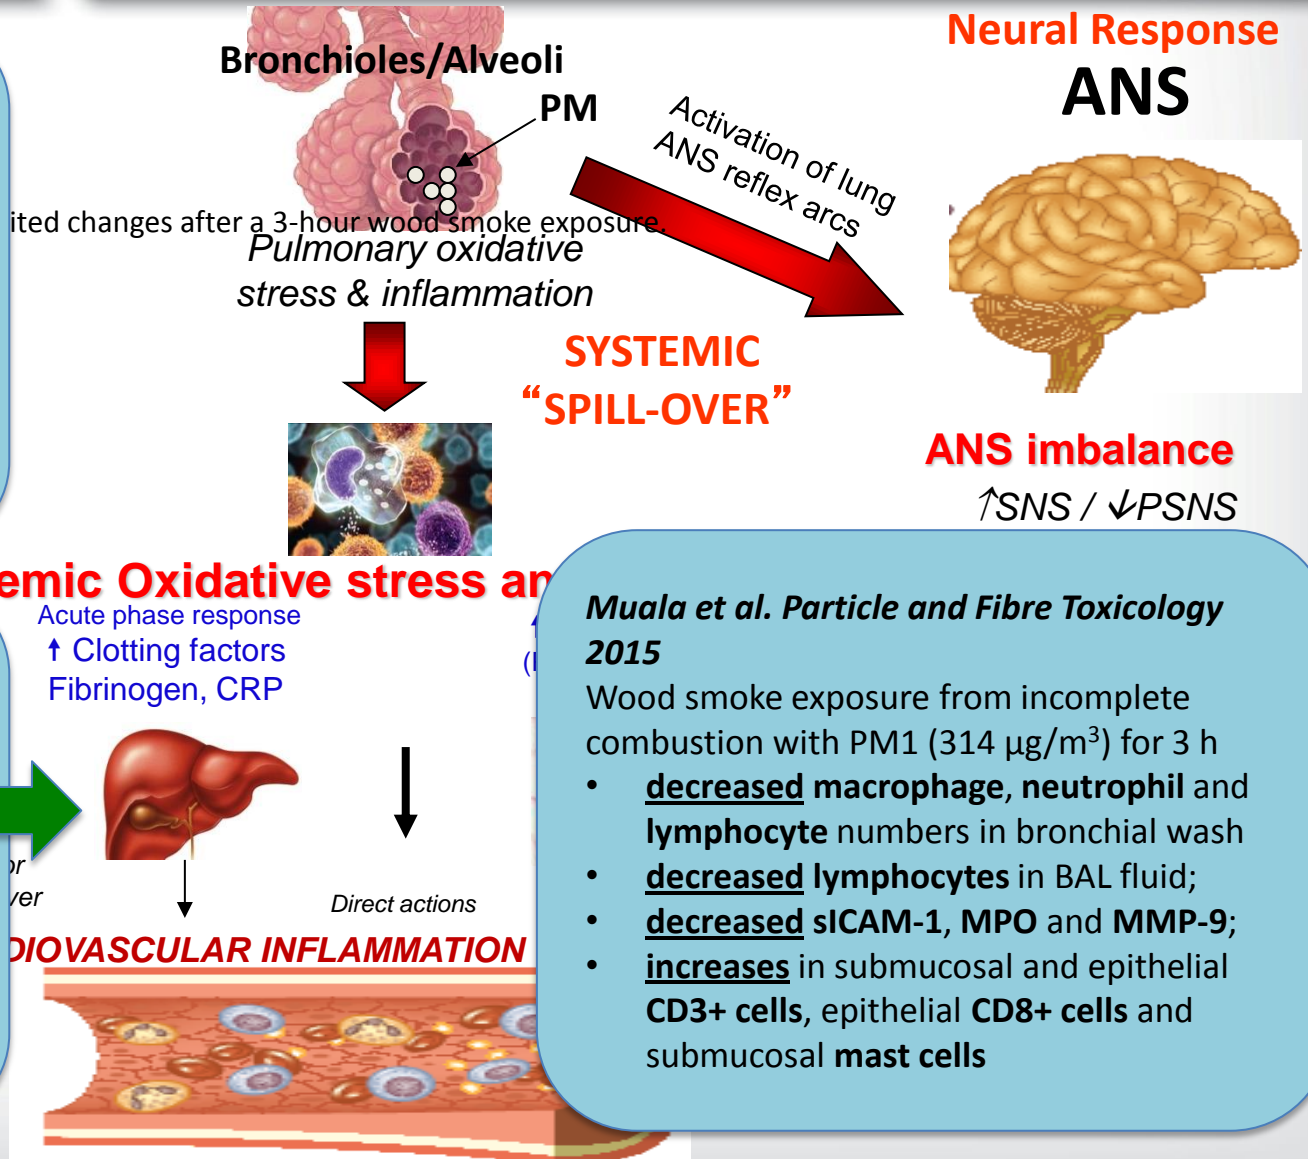 Neural Response
ANS
Bronchioles/Alveoli
PM
Activation of lung
ANS reflex arcs
ited changes after a 3-hour wood smoke exposure.
Pulmonary oxidative
stress & inflammation
SYSTEMIC
“SPILL-OVER”
ANS imbalance
↑SNS / ↓PSNS
emic Oxidative stress an
Acute phase response
↑ Clotting factors
Fibrinogen, CRP
or
ver
Direct actions
DIOVASCULAR INFLAMMATION
Muala et al. Particle and Fibre Toxicology
2015
Wood smoke exposure from incomplete
combustion with PM1 (314 µg/m³) for 3 h
• decreased macrophage, neutrophil and
lymphocyte numbers in bronchial wash
• decreased lymphocytes in BAL fluid;
• decreased sICAM-1, MPO and MMP-9;
• increases in submucosal and epithelial
CD3+ cells, epithelial CD8+ cells and
submucosal mast cells